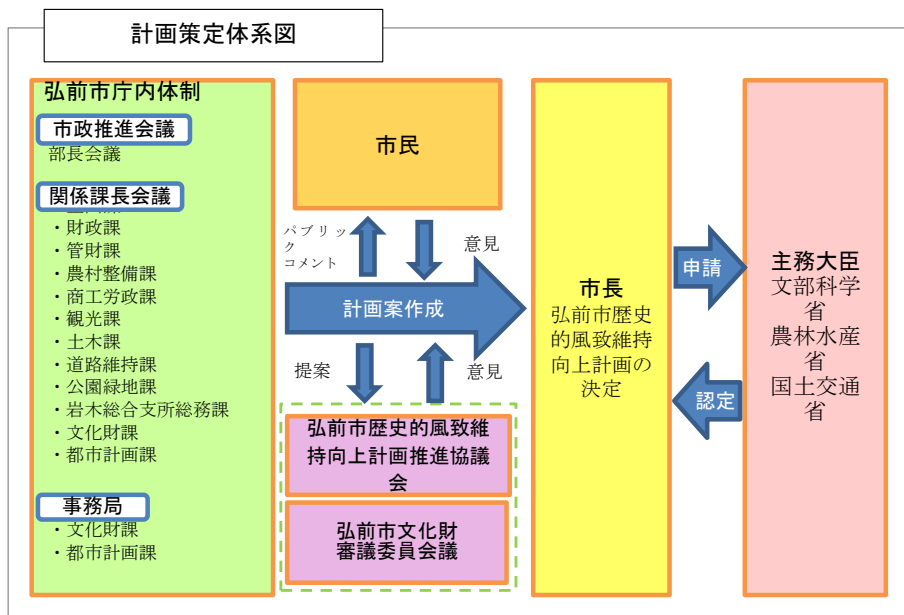 計画策定体系図
弘前市庁内体制
市政推進会議
部長会議
関係課長会議
・財政課
・管財課
・農村整備課
・商工労政課
・観光課
・土木課
・道路維持課
・公園緑地課
・岩木総合支所総務課
・文化財課
・都市計画課
事務局
・文化財課
・都市計画課
市民
パブリッ
ク
コメント
意見
計画案作成
提案
意見
弘前市歴史的風致維
持向上計画推進協議
会
弘前市文化財
審議委員会議
市長
弘前市歴史
的風致維持
向上計画の
決定
申請
認定
主務大臣
文部科学
省
農林水産
省
国土交通
省